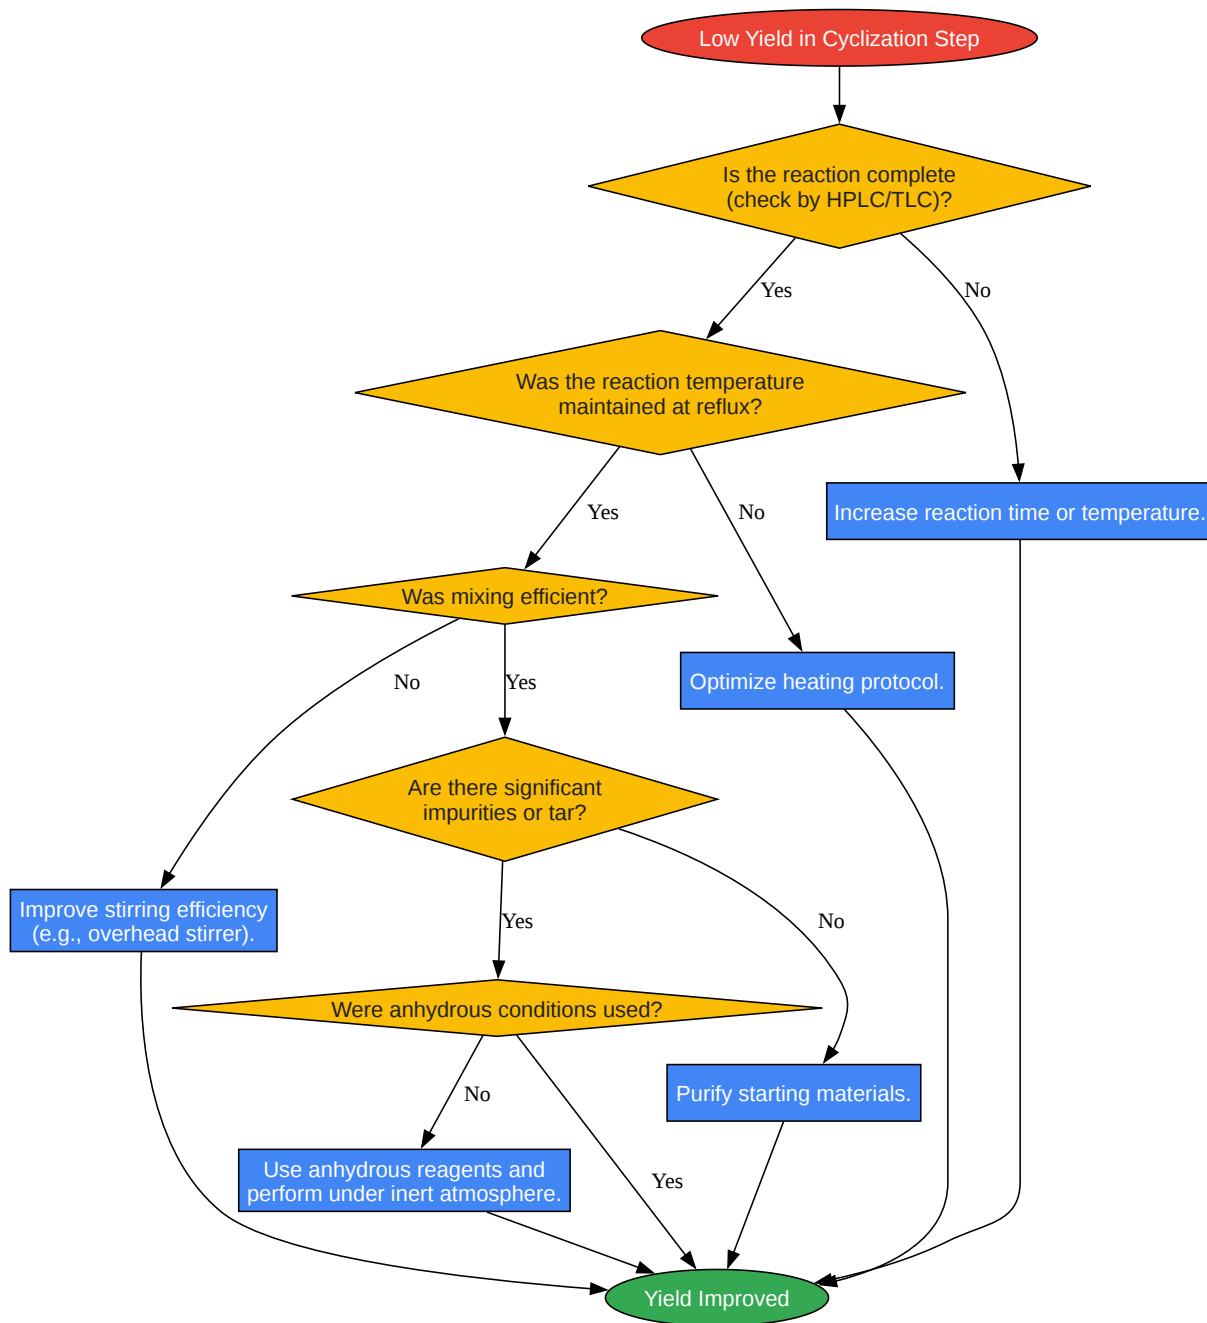 Low Yield in Cyclization Step
Is the reaction complete
(check by HPLC/TLC)?
Yes
No
Was the reaction temperature
maintained at reflux?
Yes
No
Increase reaction time or temperature.
Was mixing efficient?
No
Yes
Optimize heating protocol.
Are there significant
impurities or tar?
Improve stirring efficiency
(e.g., overhead stirrer).
Yes
No
Were anhydrous conditions used?
No
Purify starting materials.
Use anhydrous reagents and
perform under inert atmosphere.
Yes
Yield Improved